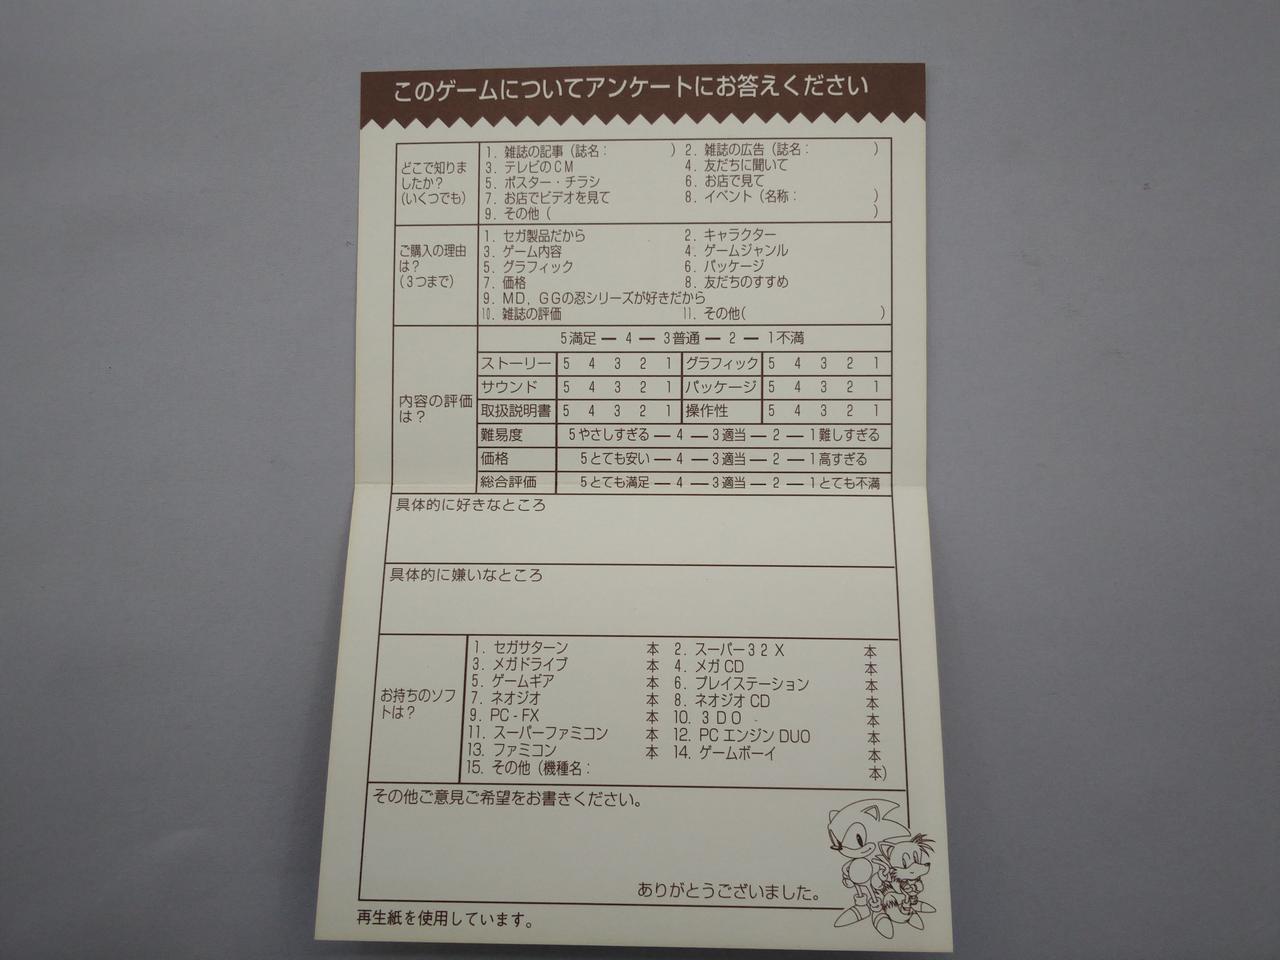 このゲームについてアンケートにお答えください
どこで知りましたか?(いくつでも)
1. 雑誌の記事(誌名: ) 2. 雑誌の広告(誌名: )
3. テレビのCM 4. 友だちに聞いて
5. ポスター・チラシ 6. お店で見て
7. お店でビデオを見て 8. イベント(名称: )
9. その他( )
ご購入の理由は?(3つまで)
1. セガ製品だから 2. キャラクター
3. ゲーム内容 4. ゲームジャンル
5. グラフィック 6. パッケージ
7. 価格 8. 友だちのすすめ
9. MD, GGの忍シリーズが好きだから
10. 雑誌の評価 11. その他( )
内容の評価は?
5満足 ー 4 ー 3普通 ー 2 ー 1不満
ストーリー 5 4 3 2 1 グラフィック 5 4 3 2 1
サウンド 5 4 3 2 1 パッケージ 5 4 3 2 1
取扱説明書 5 4 3 2 1 操作性 5 4 3 2 1
難易度 5やさしすぎる ー 4 ー 3適当 ー 2 ー 1難しすぎる
価格 5とても安い ー 4 ー 3適当 ー 2 ー 1高すぎる
総合評価 5とても満足 ー 4 ー 3適当 ー 2 ー 1とても不満
具体的に好きなところ
具体的に嫌いなところ
お持ちのソフトは?
1. セガサターン 本 2. スーパー32X 本
3. メガドライブ 本 4. メガCD 本
5. ゲームギア 本 6. プレイステーション 本
7. ネオジオ 本 8. ネオジオCD 本
9. PC-FX 本 10. 3DO 本
11. スーパーファミコン 本 12. PCエンジンDUO 本
13. ファミコン 本 14. ゲームボーイ 本
15. その他(機種名: 本)
その他ご意見ご希望をお書きください。
ありがとうございました。
再生紙を使用しています。